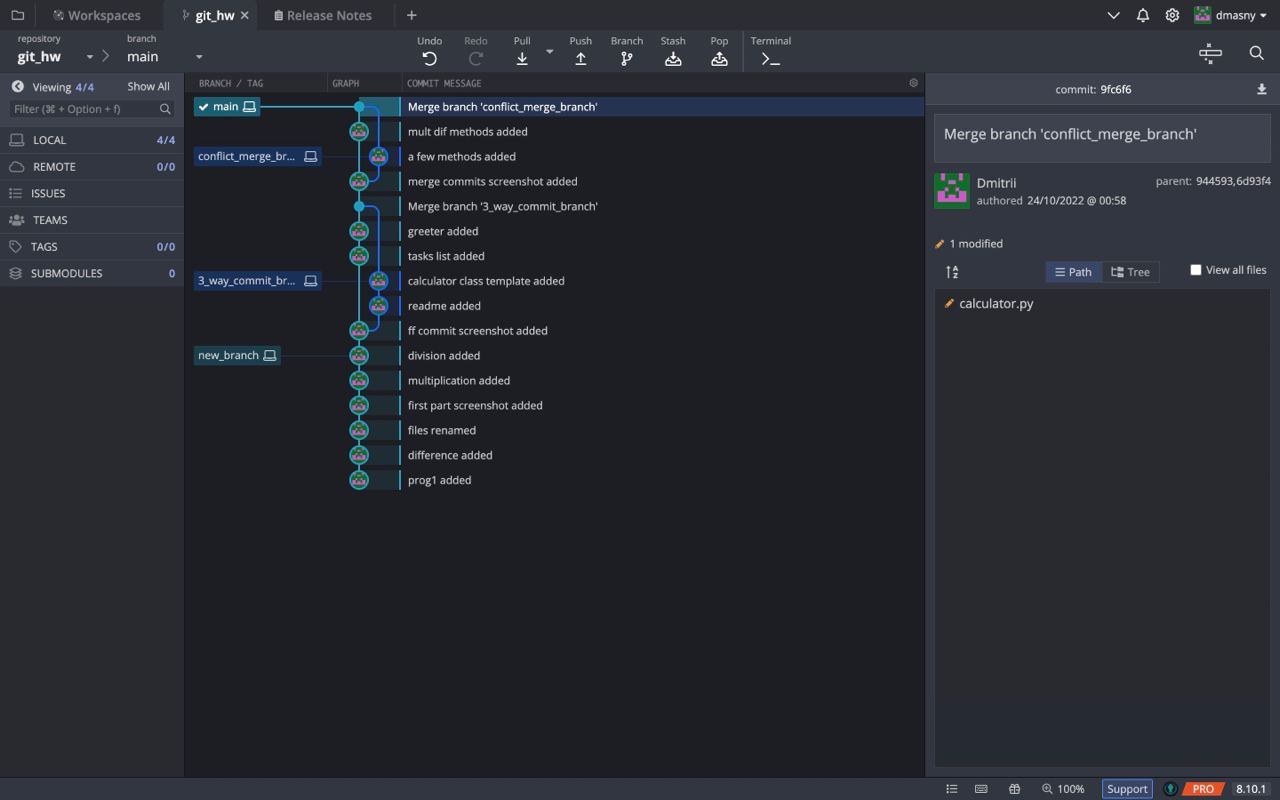 Workspaces
git_hw
Release Notes
dmasny
repository
git_hw
branch
main
Undo
Redo
Pull
Push
Branch
Stash
Pop
Terminal
Viewing 4/4
Show All
Filter (⌘ + Option + f)
LOCAL 4/4
REMOTE 0/0
ISSUES
TEAMS
TAGS 0/0
SUBMODULES 0
BRANCH / TAG
GRAPH
COMMIT MESSAGE
main
Merge branch 'conflict_merge_branch'
mult dif methods added
conflict_merge_br...
a few methods added
merge commits screenshot added
Merge branch '3_way_commit_branch'
greeter added
tasks list added
3_way_commit_br...
calculator class template added
readme added
ff commit screenshot added
new_branch
division added
multiplication added
first part screenshot added
files renamed
difference added
prog1 added
commit: 9fc6f6
Merge branch 'conflict_merge_branch'
Dmitrii
authored 24/10/2022 @ 00:58
parent: 944593,6d93f4
1 modified
Path
Tree
View all files
calculator.py
100%
Support
PRO
8.10.1